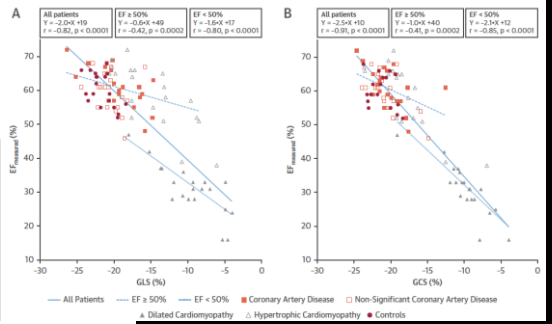 A
All patients
Y = -2.0×X +19
r = -0.82, p < 0.0001
EF ≥ 50%
Y = -0.6×X +49
r = -0.42, p = 0.0002
EF < 50%
Y = -1.6×X +17
r = -0.80, p < 0.0001
EFmeasured (%)
70
60
50
40
30
20
10
-30
-25
-20
-15
-10
-5
0
GLS (%)
B
All patients
Y = -2.5×X +10
r = -0.91, p < 0.0001
EF ≥ 50%
Y = -1.0×X +40
r = -0.41, p = 0.0002
EF < 50%
Y = -2.1×X +12
r = -0.85, p < 0.0001
EFmeasured (%)
70
60
50
40
30
20
10
-30
-25
-20
-15
-10
-5
0
GCS (%)
All Patients EF ≥ 50% EF < 50% Coronary Artery Disease Non-Significant Coronary Artery Disease
Dilated Cardiomyopathy Hypertrophic Cardiomyopathy Controls